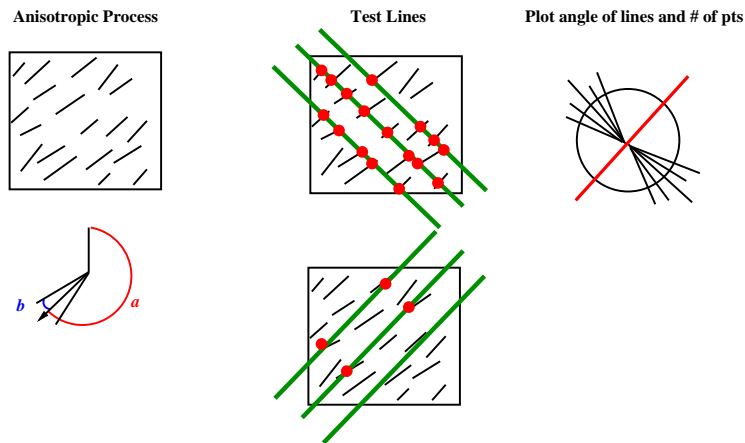 Anisotropic Process
Test Lines
Plot angle of lines and # of pts
b
a